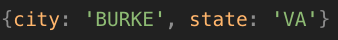 {city: 'BURKE', state: 'VA'}